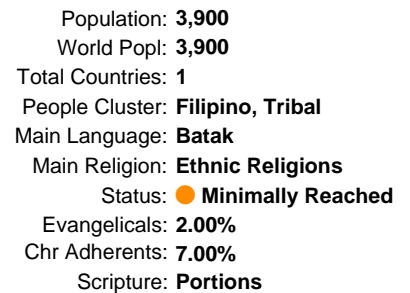 Population: 3,900
World Popl: 3,900
Total Countries: 1
People Cluster: Filipino, Tribal
Main Language: Batak
Main Religion: Ethnic Religions
Status: Minimally Reached
Evangelicals: 2.00%
Chr Adherents: 7.00%
Scripture: Portions